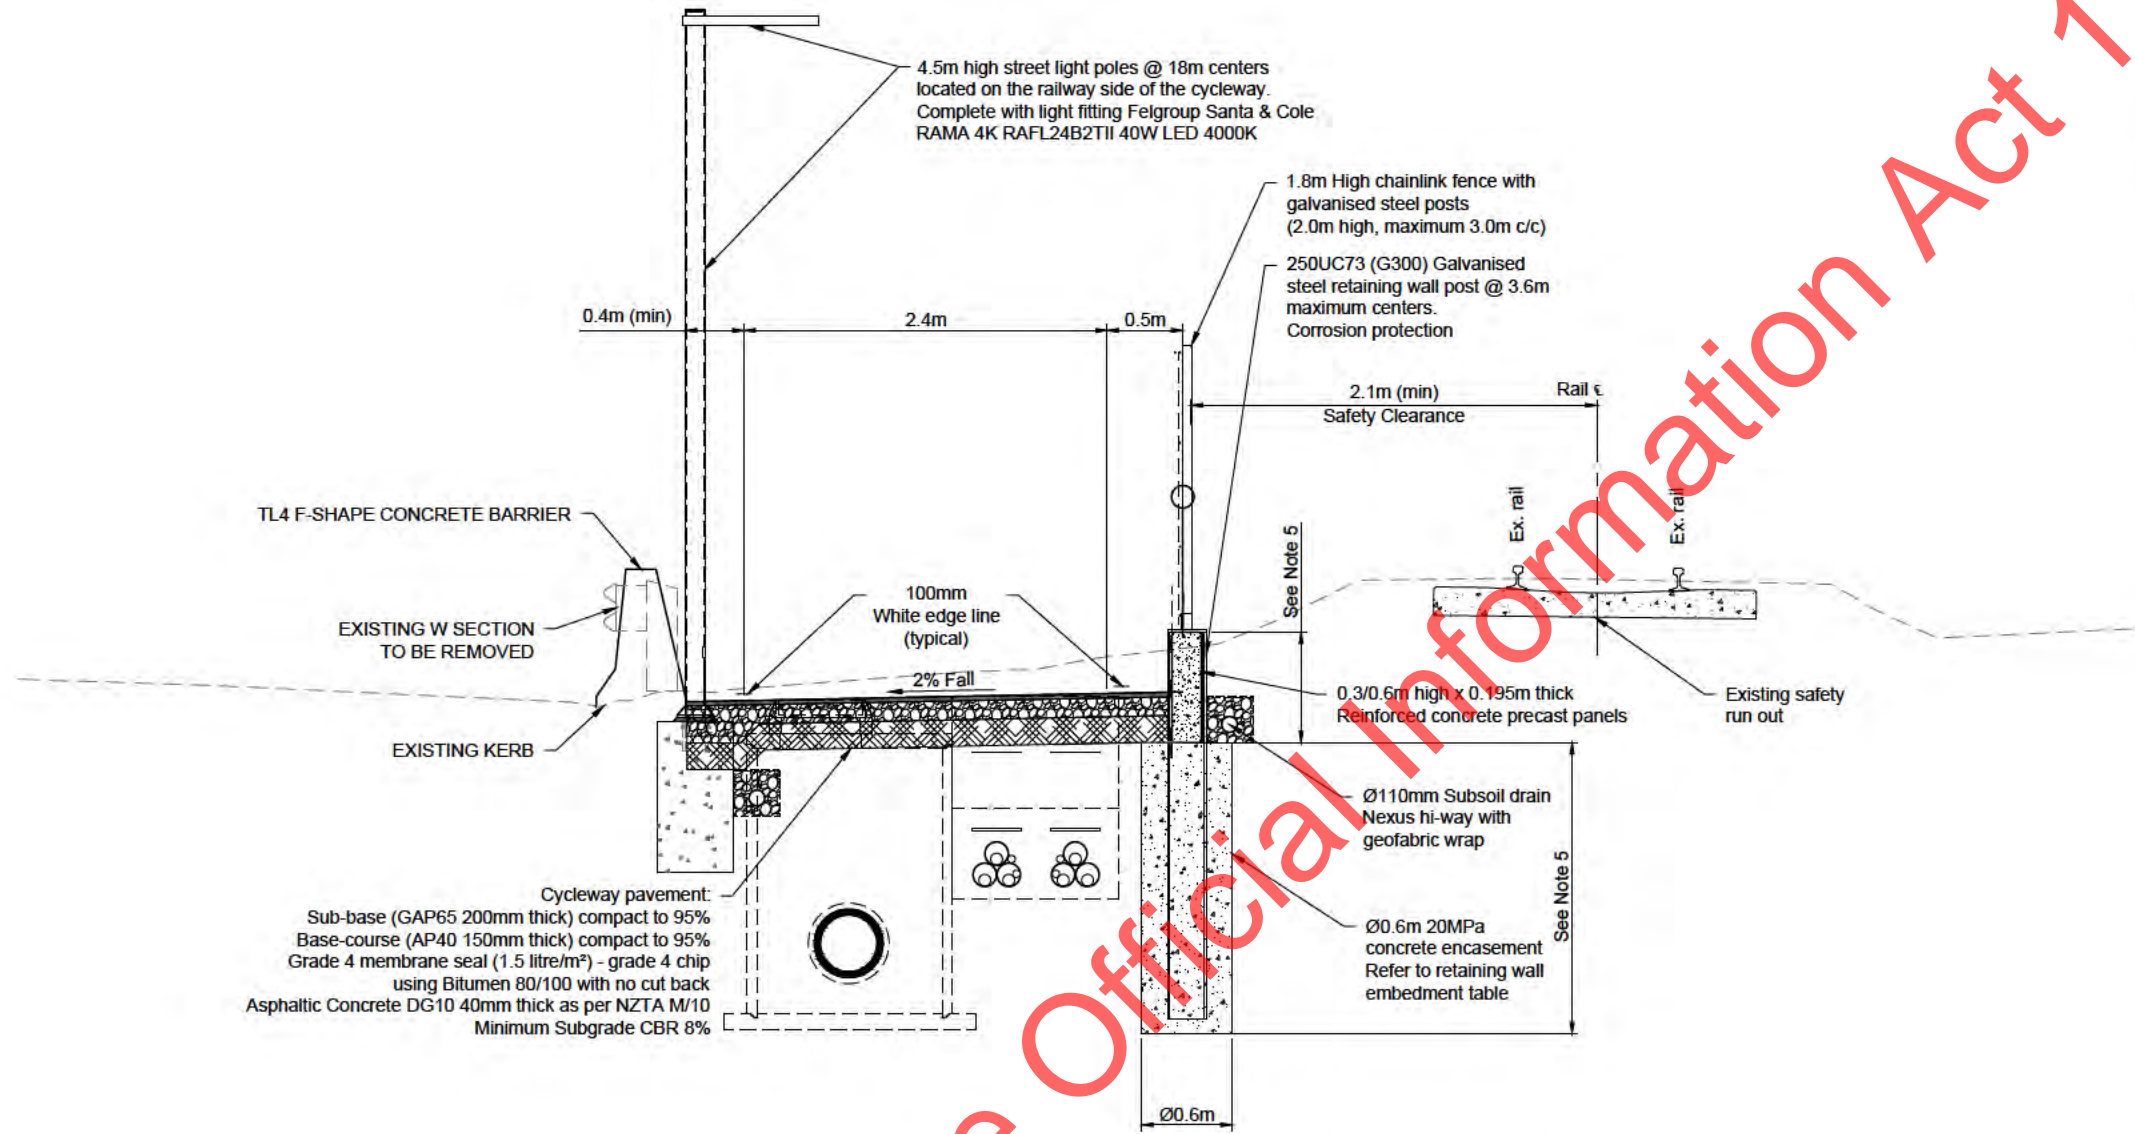 4.5m high street light poles @ 18m centers
located on the railway side of the cycleway.
Complete with light fitting Felgroup Santa & Cole
RAMA 4K RAFL24B2TII 40W LED 4000K
1.8m High chainlink fence with
galvanised steel posts
(2.0m high, maximum 3.0m c/c)
250UC73 (G300) Galvanised
steel retaining wall post @ 3.6m
maximum centers.
Corrosion protection
0.4m (min)
2.4m
0.5m
2.1m (min)
Safety Clearance
Rail ℄
TL4 F-SHAPE CONCRETE BARRIER
EXISTING W SECTION
TO BE REMOVED
EXISTING KERB
100mm
White edge line
(typical)
2% Fall
See Note 5
Ex. rail
Ex. rail
0.3/0.6m high x 0.195m thick
Reinforced concrete precast panels
Existing safety
run out
Ø110mm Subsoil drain
Nexus hi-way with
geofabric wrap
Ø0.6m 20MPa
concrete encasement
Refer to retaining wall
embedment table
See Note 5
Cycleway pavement:
Sub-base (GAP65 200mm thick) compact to 95%
Base-course (AP40 150mm thick) compact to 95%
Grade 4 membrane seal (1.5 litre/m²) - grade 4 chip
using Bitumen 80/100 with no cut back
Asphaltic Concrete DG10 40mm thick as per NZTA M/10
Minimum Subgrade CBR 8%
Ø0.6m
Official Information Act 1